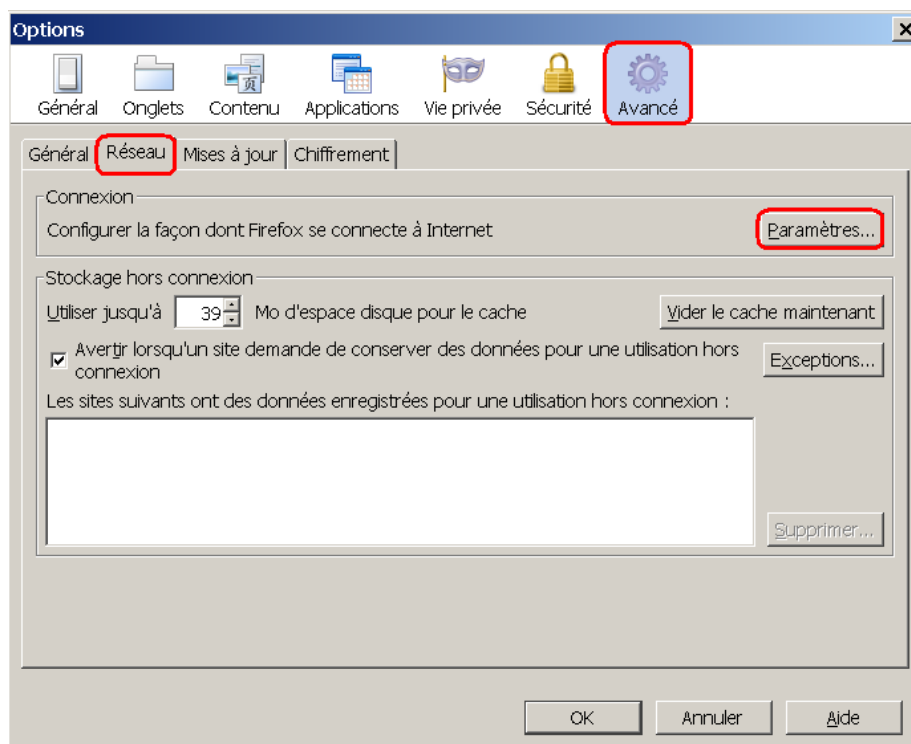 Options
Général Onglets Contenu Applications Vie privée Sécurité Avancé
Général Réseau Mises à jour Chiffrement
Connexion
Configurer la façon dont Firefox se connecte à Internet Paramètres...
Stockage hors connexion
Utiliser jusqu'à 39 Mo d'espace disque pour le cache Vider le cache maintenant
Avertir lorsqu'un site demande de conserver des données pour une utilisation hors
connexion Exceptions...
Les sites suivants ont des données enregistrées pour une utilisation hors connexion :
Supprimer...
OK Annuler Aide